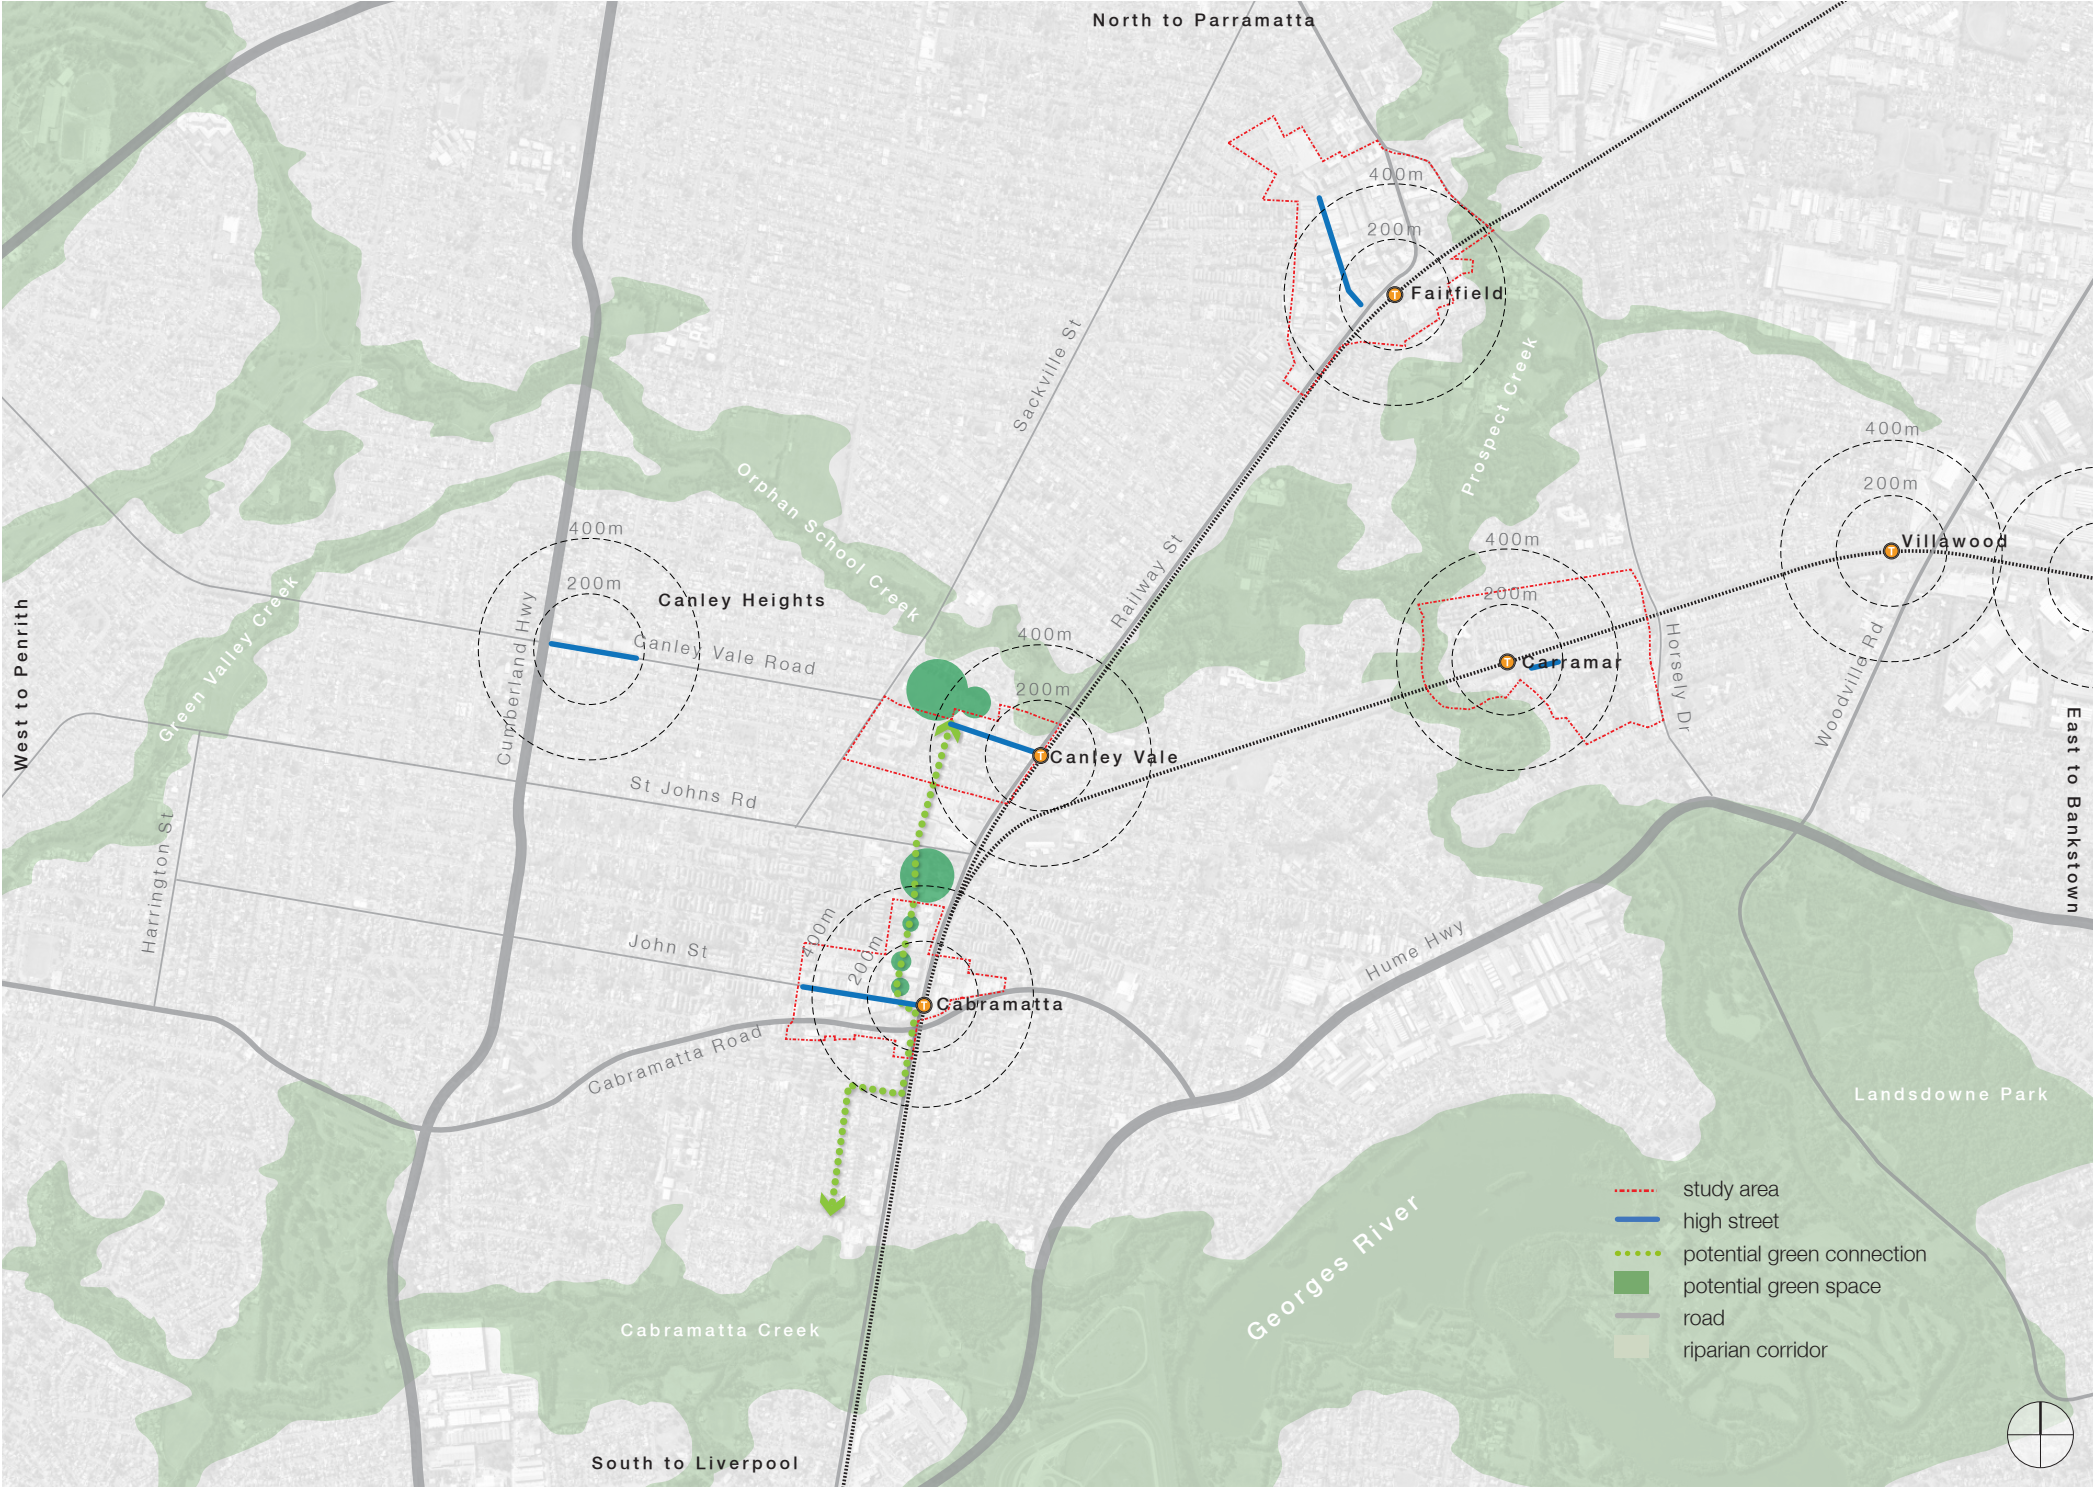 North to Parramatta
400m
200m
T Fairfield
Sackville St
Prospect Creek
400m
200m
T Villawood
Orphan School Creek
400m
200m
Canley Heights
Canley Vale Road
Cumberland Hwy
Green Valley Creek
West to Penrith
Railway St
400m
200m
T Canley Vale
400m
200m
T Carramar
Horsely Dr
Woodville Rd
East to Bankstown
St Johns Rd
Harrington St
John St
400m
200m
T Cabramatta
Cabramatta Road
Hume Hwy
Landsdowne Park
Georges River
Cabramatta Creek
South to Liverpool
study area
high street
potential green connection
potential green space
road
riparian corridor